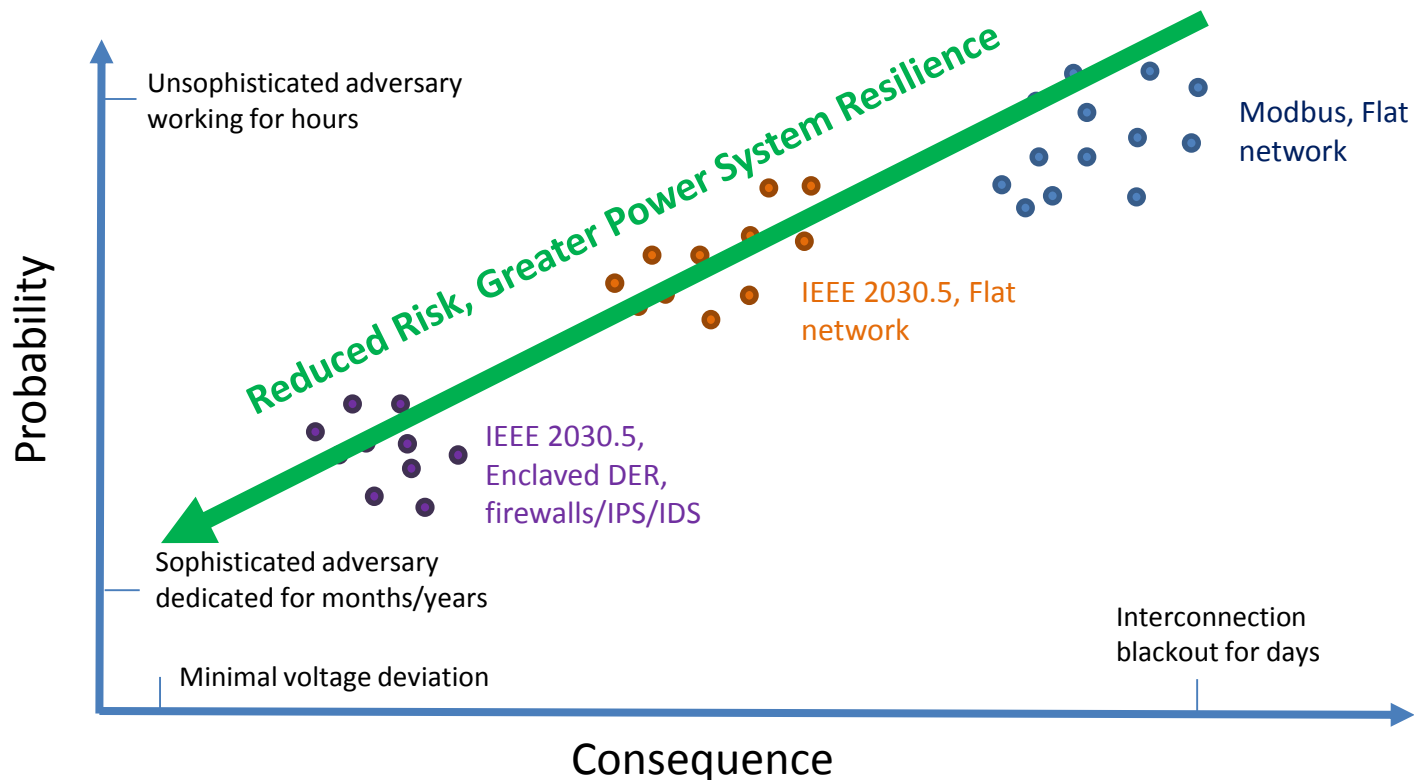 Unsophisticated adversary
working for hours
Reduced Risk, Greater Power System Resilience
Modbus, Flat
network
IEEE 2030.5, Flat
network
IEEE 2030.5,
Enclaved DER,
firewalls/IPS/IDS
Probability
Sophisticated adversary
dedicated for months/years
Minimal voltage deviation
Interconnection
blackout for days
Consequence